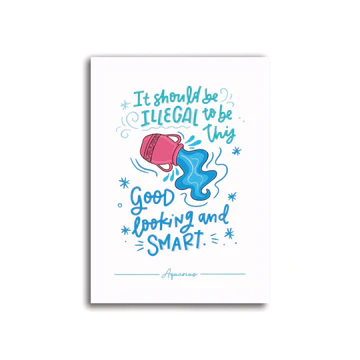 It should be
ILLEGAL to be
this
GOOD
looking and
SMART.
Aquarius